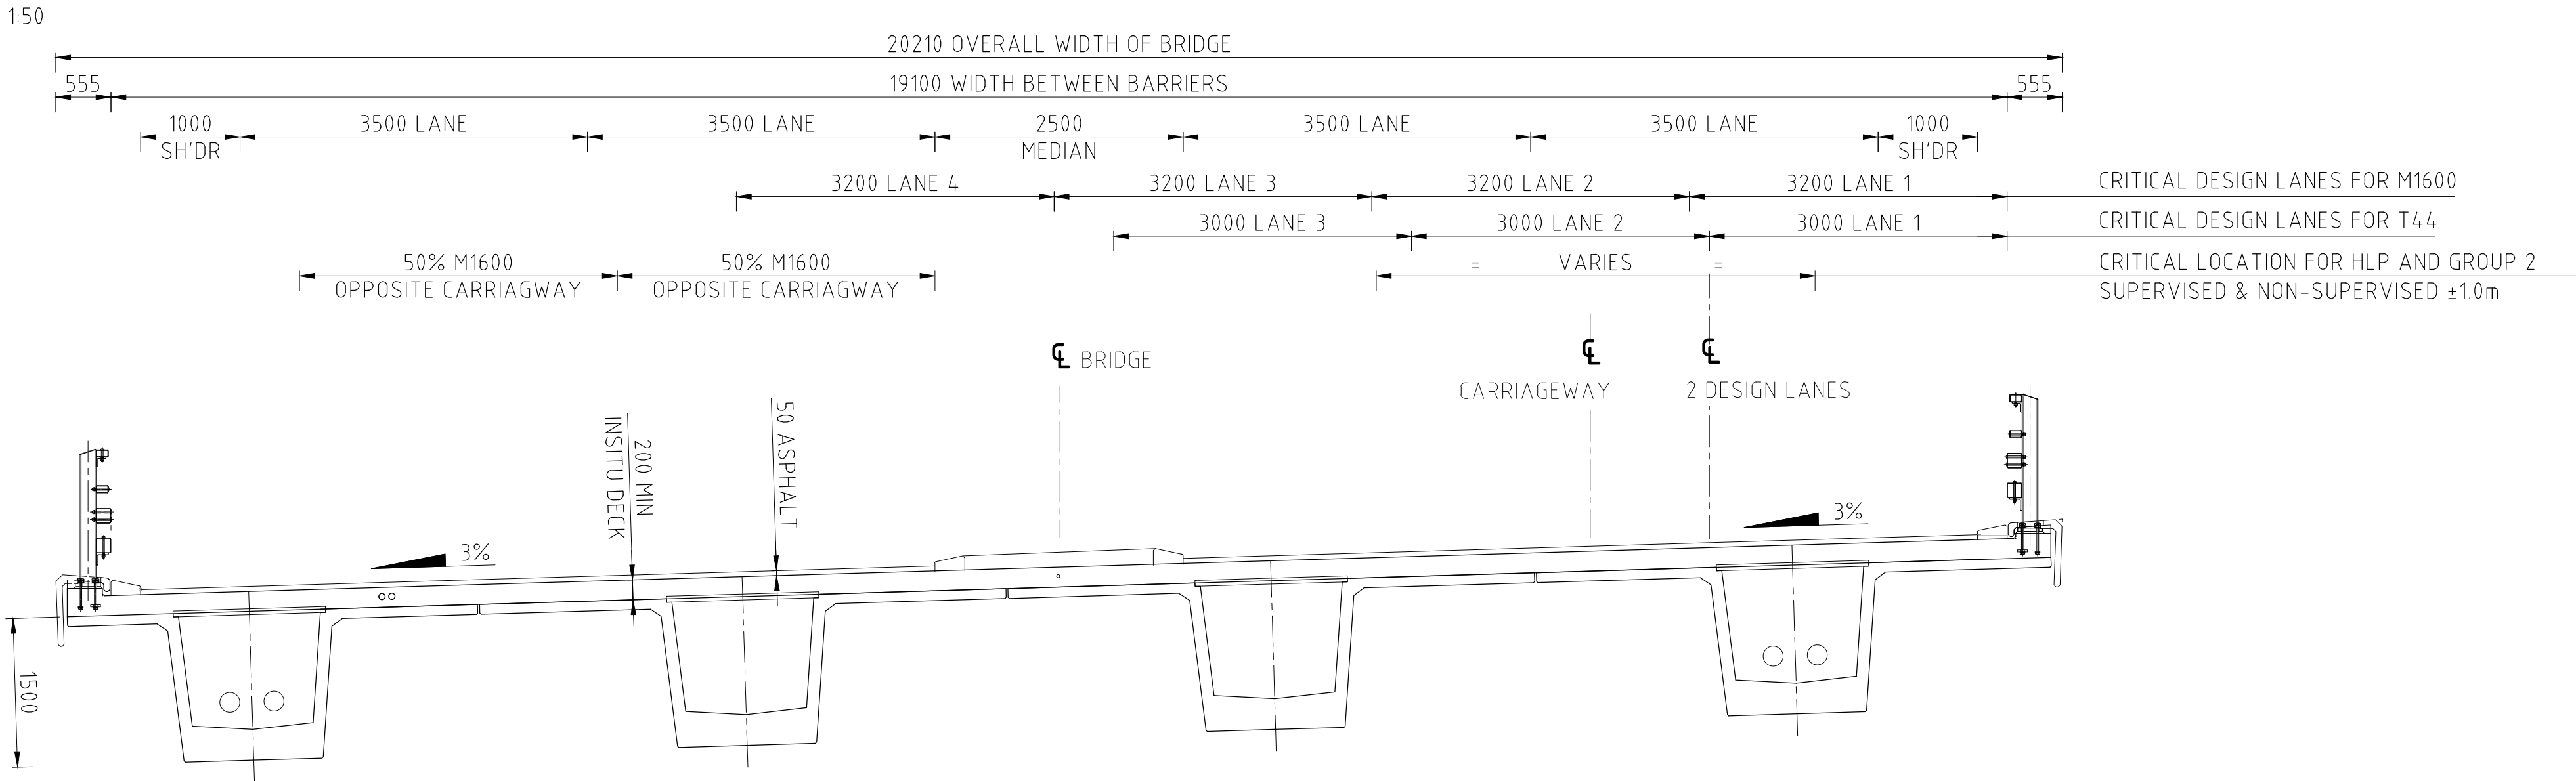 1:50
20210 OVERALL WIDTH OF BRIDGE
555
19100 WIDTH BETWEEN BARRIERS
555
1000
SH'DR
3500 LANE
3500 LANE
2500
MEDIAN
3500 LANE
3500 LANE
1000
SH'DR
3200 LANE 4
3200 LANE 3
3200 LANE 2
3200 LANE 1
CRITICAL DESIGN LANES FOR M1600
3000 LANE 3
3000 LANE 2
3000 LANE 1
CRITICAL DESIGN LANES FOR T44
50% M1600
OPPOSITE CARRIAGWAY
50% M1600
OPPOSITE CARRIAGWAY
= VARIES =
CRITICAL LOCATION FOR HLP AND GROUP 2
SUPERVISED & NON-SUPERVISED ±1.0m
℄ BRIDGE
℄
CARRIAGEWAY
℄
2 DESIGN LANES
200 MIN
INSITU DECK
50 ASPHALT
3%
3%
1500